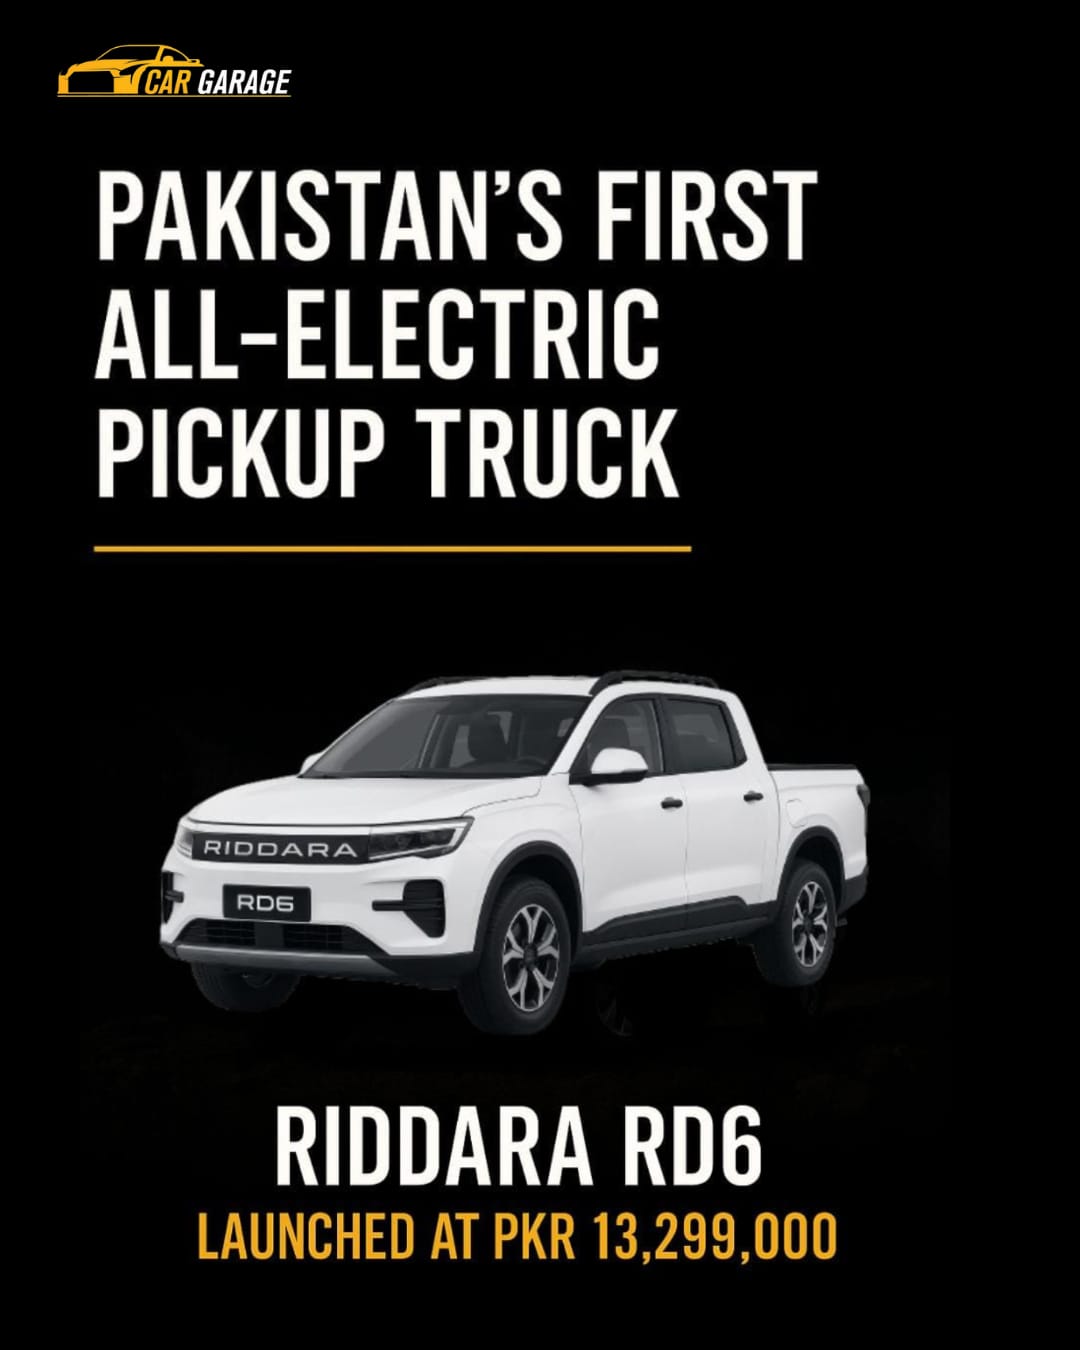 CAR GARAGE
PAKISTAN'S FIRST
ALL-ELECTRIC
PICKUP TRUCK
RIDDARA
RD6
RIDDARA RD6
LAUNCHED AT PKR 13,299,000